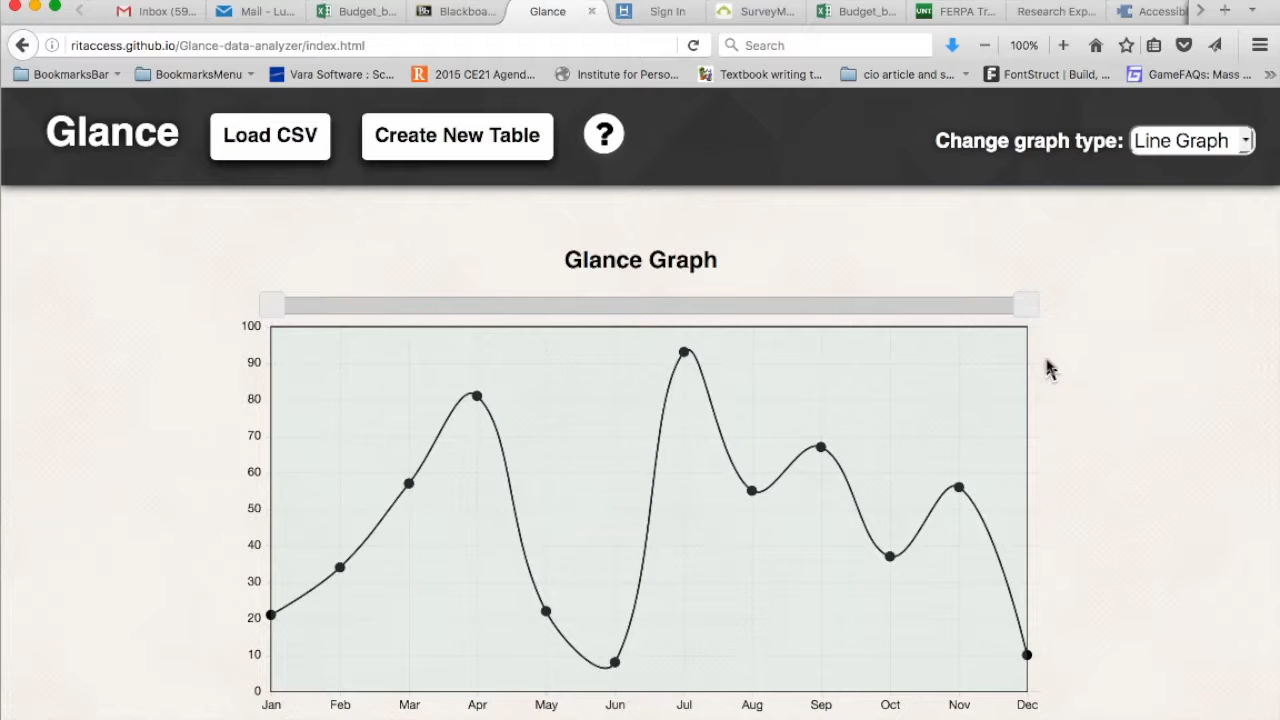 Inbox (59...
Mail – Lu...
Budget_b...
Blackboa...
Glance
Sign In
SurveyM...
Budget_b...
FERPA Tr...
Research Exp...
Accessibi
ritaccess.github.io/Glance-data-analyzer/index.html
Search
100%
BookmarksBar
BookmarksMenu
Vara Software : Sc...
2015 CE21 Agend...
Institute for Perso...
Textbook writing t...
cio article and s...
FontStruct | Build, ...
GameFAQs: Mass ...
Glance
Load CSV
Create New Table
?
Change graph type:
Line Graph
Glance Graph
100
90
80
70
60
50
40
30
20
10
0
Jan Feb Mar Apr May Jun Jul Aug Sep Oct Nov Dec